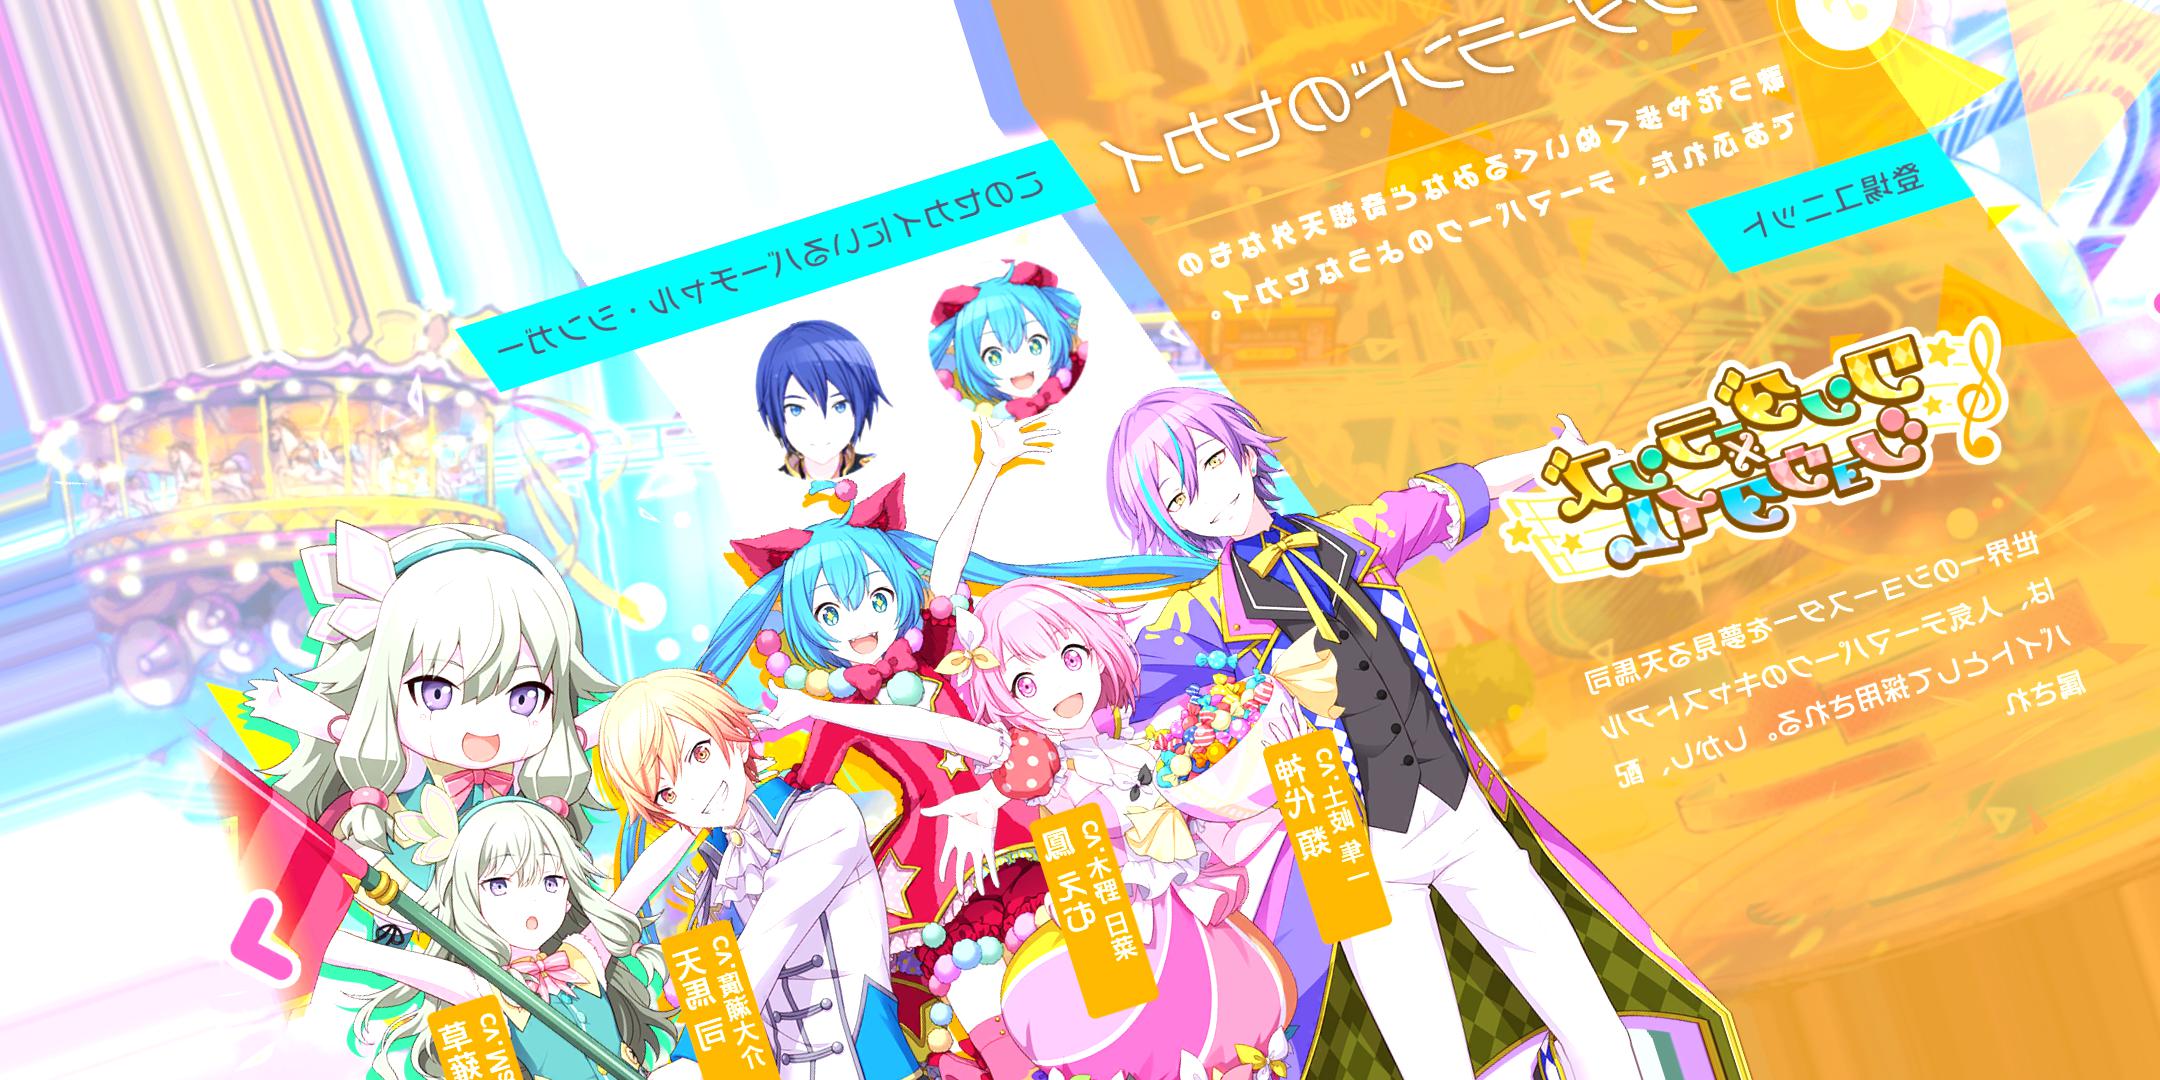 ンダーランドのセカイ
歌う花や歩くぬいぐるみなど奇想天外なもの
であふれた、テーマパークのようなセカイ。
このセカイにいるバーチャル・シンガー
登場ユニット
ワンダーランズ
×
ショウタイム
世界一のショースターを夢見る天馬司
は、人気テーマパークのキャストアル
バイトとして採用される。しかし、配
属され
神代 類
CV.土岐 隼一
鳳 えむ
CV.木野 日菜
天馬 司
CV.廣瀬大介
草薙
CV.